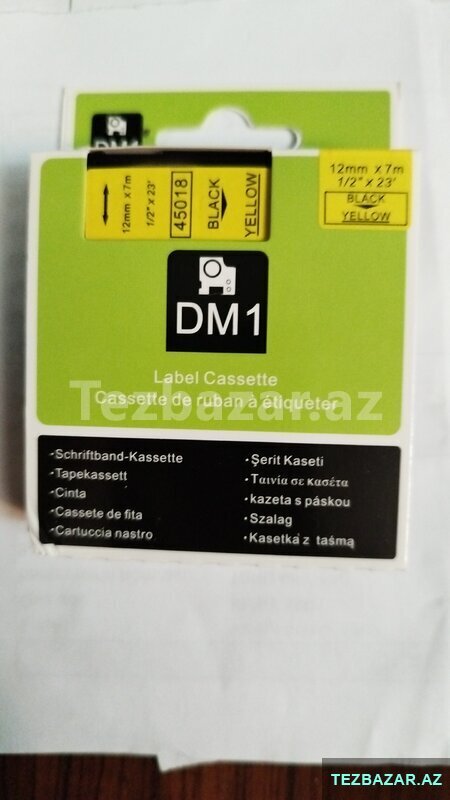 DM1
12mm x 7m
1/2" x 23'
45018
BLACK
YELLOW
12mm x 7m
1/2" x 23'
BLACK
YELLOW
DM1
Label Cassette
Cassette de ruban à étiqueter
Tezbazar.az
·Schriftband-Kassette
·Tapekassett
·Cinta
·Cassete de fita
·Cartuccia nastro
·Şerit Kaseti
·Ταινία σε κασέτα
·kazeta s páskou
·Szalag
·Kasetka z taśmą
TEZBAZAR.AZ